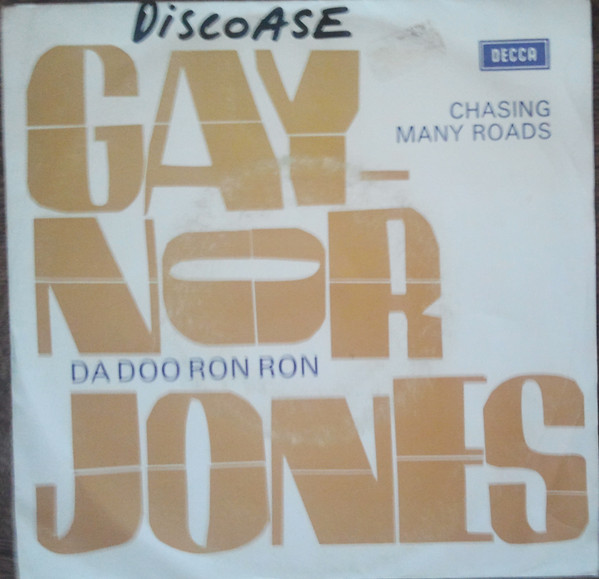 DiSCOASE
DECCA
CHASING
MANY ROADS
GAY-
NOR
DA DOO RON RON
JONES